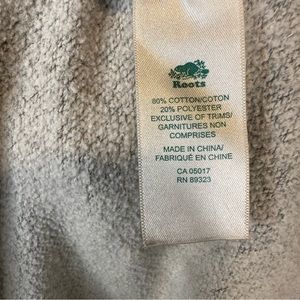 Roots
80% COTTON/COTON
20% POLYESTER
EXCLUSIVE OF TRIMS/
GARNITURES NON
COMPRISES
MADE IN CHINA/
FABRIQUÉ EN CHINE
CA 05017
RN 89323